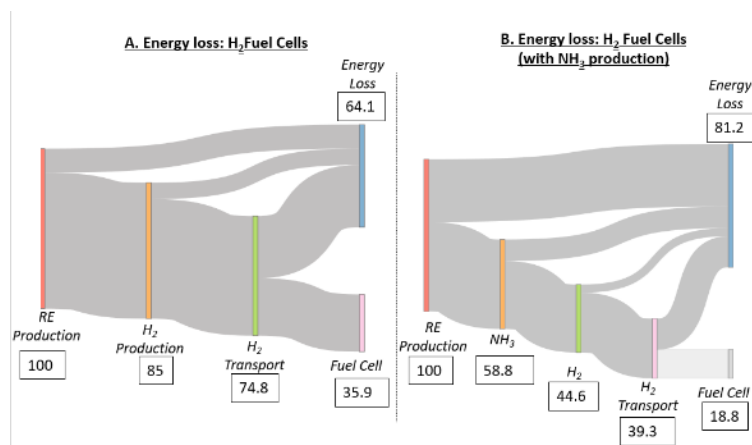 A. Energy loss: H2Fuel Cells
Energy
Loss
64.1
RE
Production
100
H2
Production
85
H2
Transport
74.8
Fuel Cell
35.9
B. Energy loss: H2 Fuel Cells
(with NH3 production)
Energy
Loss
81.2
RE
Production
100
NH3
58.8
H2
44.6
H2
Transport
39.3
Fuel Cell
18.8